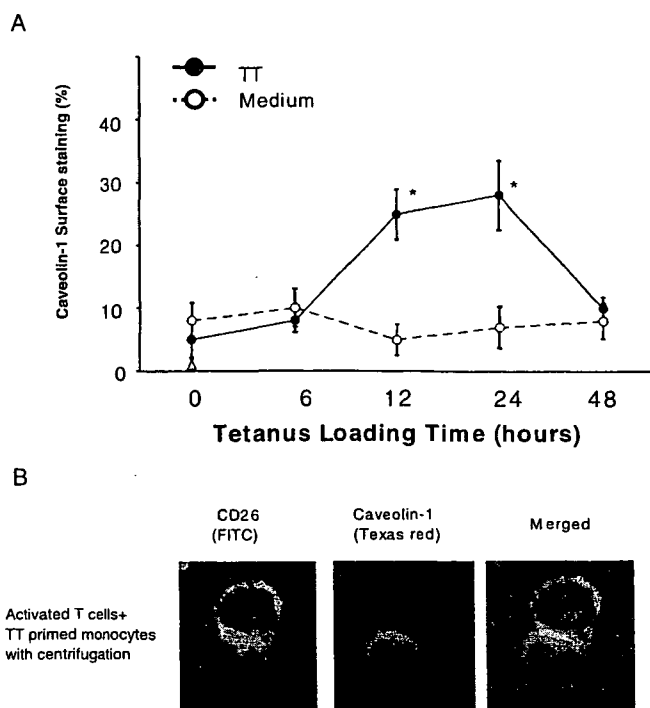 A
TT
Medium
Caveolin-1 Surface staining (%)
40
30
20
10
0
*
*
0 6 12 24 48
Tetanus Loading Time (hours)
B
CD26
(FITC)
Caveolin-1
(Texas red)
Merged
Activated T cells+
TT primed monocytes
with centrifugation